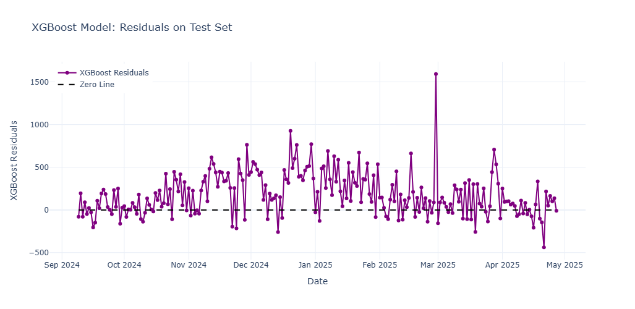 XGBoost Model: Residuals on Test Set
XGBoost Residuals
Zero Line
1500
1000
500
0
−500
XGBoost Residuals
Sep 2024 Oct 2024 Nov 2024 Dec 2024 Jan 2025 Feb 2025 Mar 2025 Apr 2025 May 2025
Date